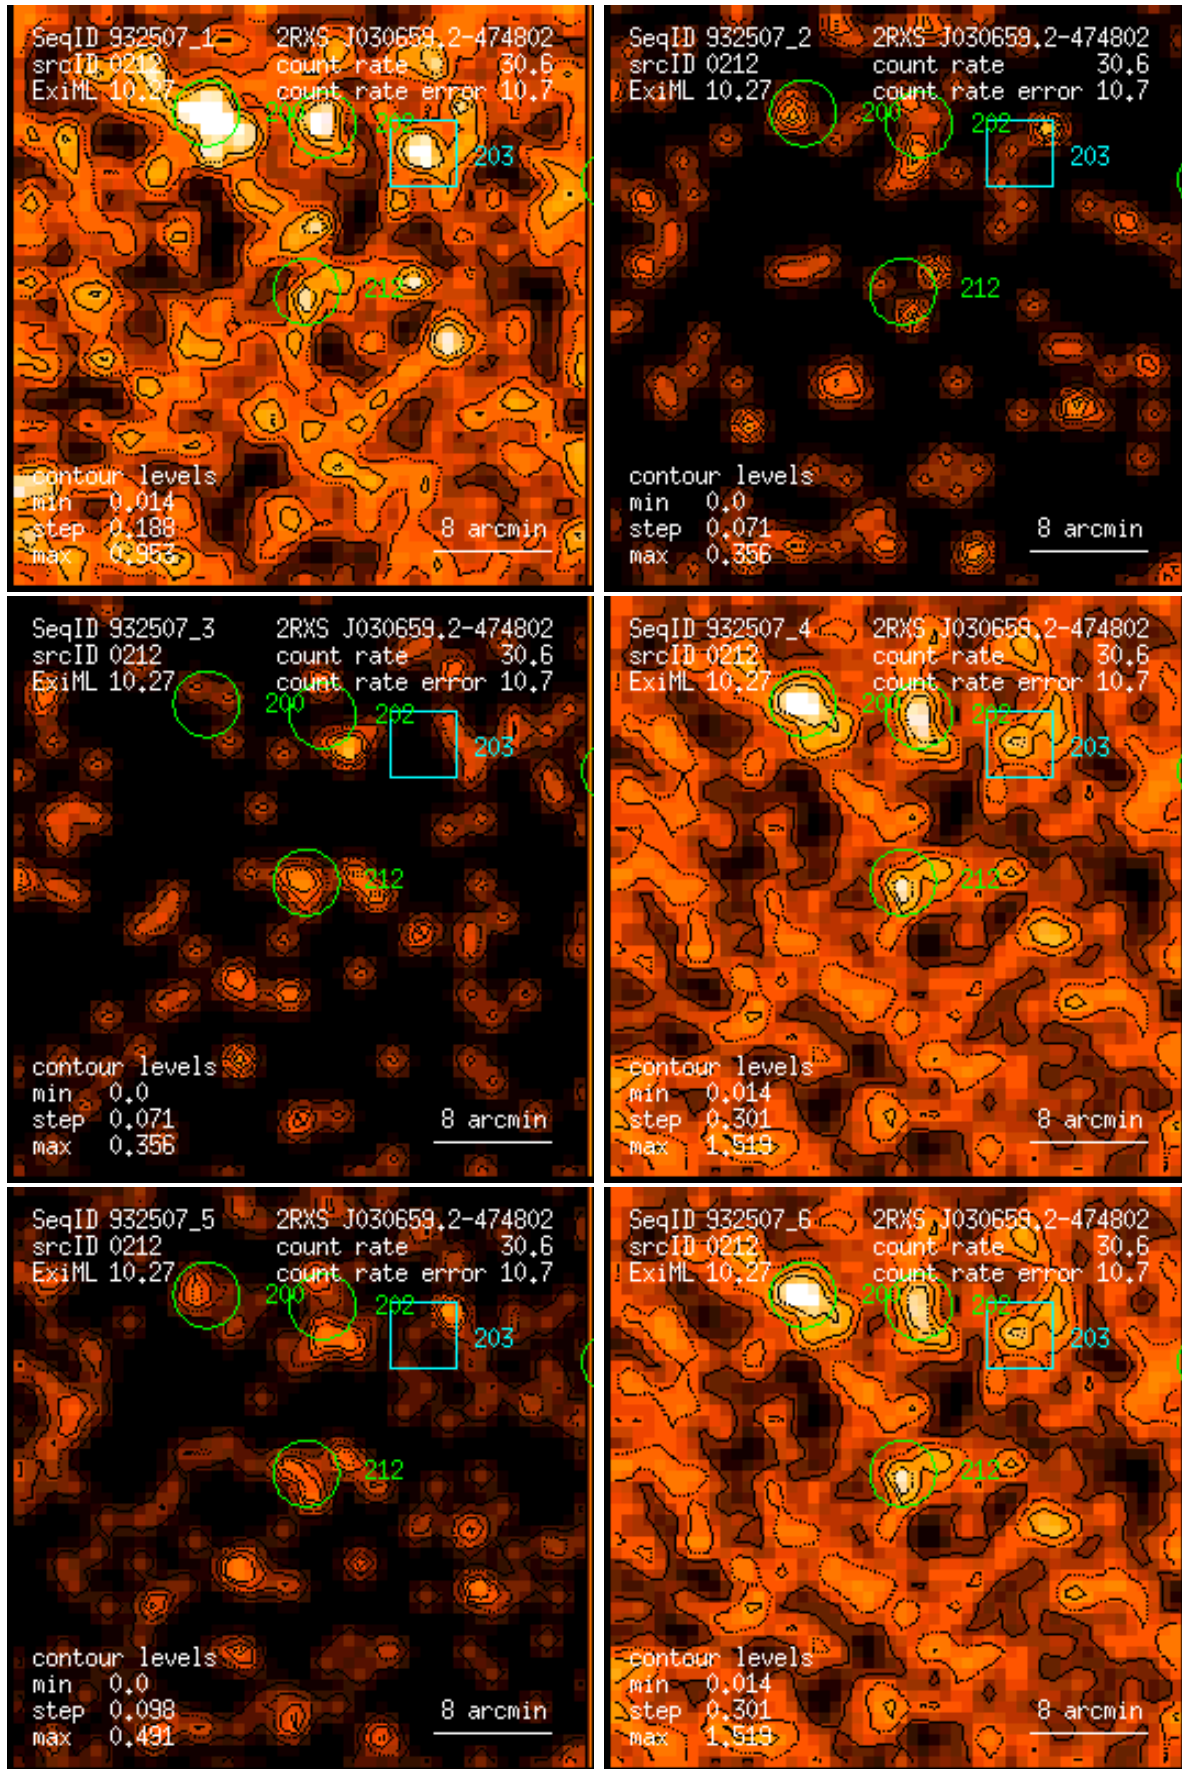 SeqID 932507_1 2RXS J030659.2-474802
srcID 0212 count rate 30.6
ExiML 10.27 count rate error 10.7
200
202
203
212
contour levels
min 0.014
step 0.188
max 0.953
8 arcmin
SeqID 932507_2 2RXS J030659.2-474802
srcID 0212 count rate 30.6
ExiML 10.27 count rate error 10.7
200
202
203
212
contour levels
min 0.0
step 0.071
max 0.356
8 arcmin
SeqID 932507_3 2RXS J030659.2-474802
srcID 0212 count rate 30.6
ExiML 10.27 count rate error 10.7
200
202
203
212
contour levels
min 0.0
step 0.071
max 0.356
8 arcmin
SeqID 932507_4 2RXS J030659.2-474802
srcID 0212 count rate 30.6
ExiML 10.27 count rate error 10.7
200
202
203
212
contour levels
min 0.014
step 0.301
max 1.519
8 arcmin
SeqID 932507_5 2RXS J030659.2-474802
srcID 0212 count rate 30.6
ExiML 10.27 count rate error 10.7
200
202
203
212
contour levels
min 0.0
step 0.098
max 0.491
8 arcmin
SeqID 932507_6 2RXS J030659.2-474802
srcID 0212 count rate 30.6
ExiML 10.27 count rate error 10.7
200
202
203
212
contour levels
min 0.014
step 0.301
max 1.519
8 arcmin